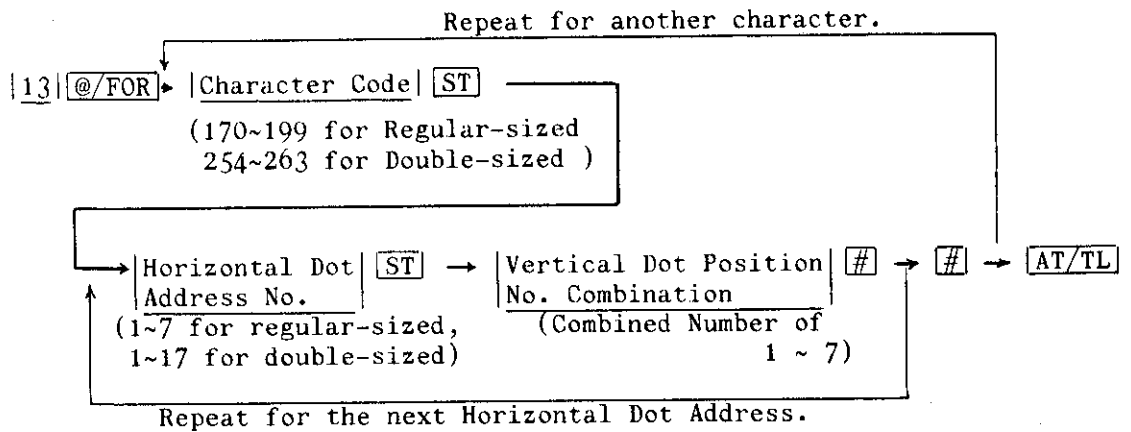 Repeat for another character.
|13| @/FOR |Character Code| ST
(170~199 for Regular-sized
254~263 for Double-sized )
Horizontal Dot Address No. ST → Vertical Dot Position No. Combination # → # → AT/TL
(1~7 for regular-sized,
1~17 for double-sized)
(Combined Number of
1 ~ 7)
Repeat for the next Horizontal Dot Address.